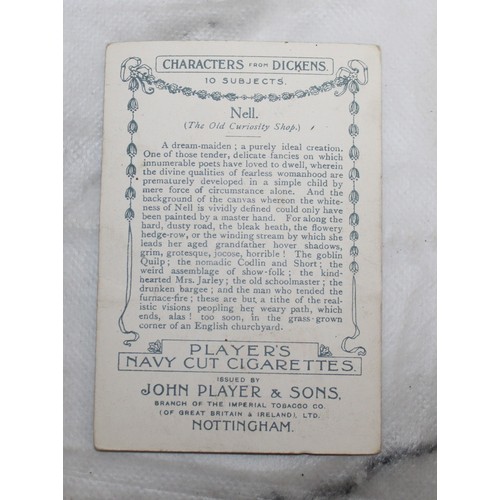 CHARACTERS FROM DICKENS.
10 SUBJECTS.
Nell.
(The Old Curiosity Shop.)
A dream-maiden; a purely ideal creation.
One of those tender, delicate fancies on which
innumerable poets have loved to dwell, wherein
the divine qualities of fearless womanhood are
prematurely developed in a simple child by
mere force of circumstance alone. And the
background of the canvas whereon the white-
ness of Nell is vividly defined could only have
been painted by a master hand. For along the
hard, dusty road, the bleak heath, the flowery
hedge-row, or the winding stream by which she
leads her aged grandfather hover shadows,
grim, grotesque, jocose, horrible! The goblin
Quilp; the nomadic Codlin and Short; the
weird assemblage of show-folk; the kind-
hearted Mrs. Jarley; the old schoolmaster; the
drunken bargee; and the man who tended the
furnace-fire; these are but a tithe of the real-
istic visions peopling her weary path, which
ends, alas! too soon, in the grass-grown
corner of an English churchyard.
PLAYER'S
NAVY CUT CIGARETTES.
ISSUED BY
JOHN PLAYER & SONS,
BRANCH OF THE IMPERIAL TOBACCO CO.
(OF GREAT BRITAIN & IRELAND), LTD.
NOTTINGHAM.